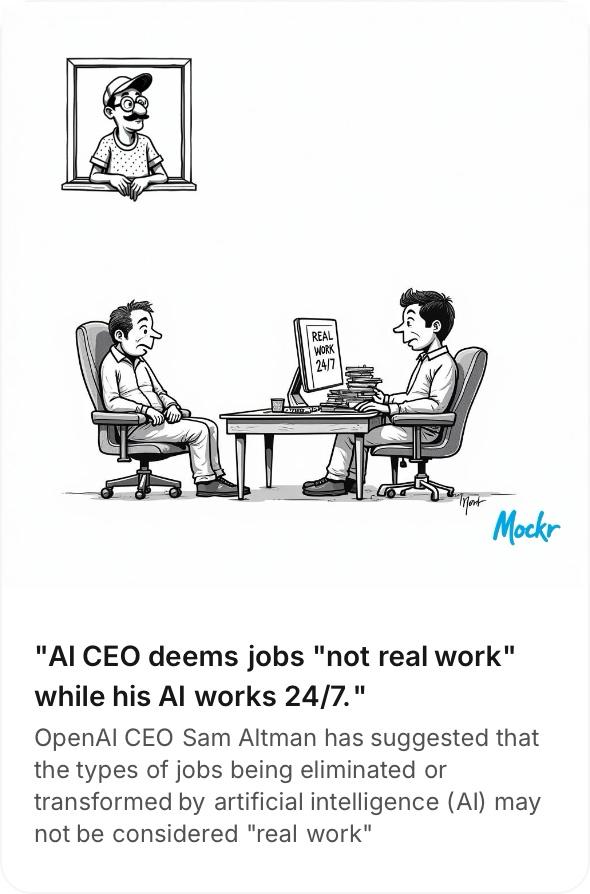 REAL
WORK
24/7
Mort
Mockr
"AI CEO deems jobs "not real work"
while his AI works 24/7."
OpenAI CEO Sam Altman has suggested that
the types of jobs being eliminated or
transformed by artificial intelligence (AI) may
not be considered "real work"